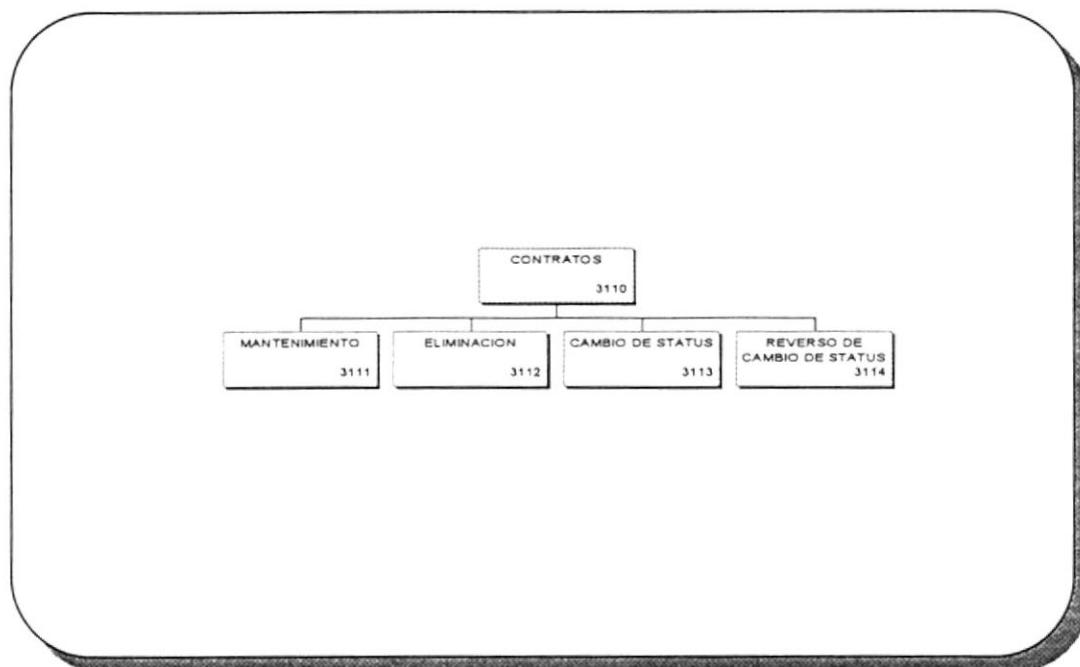 CONTRATOS
3110
MANTENIMIENTO
3111
ELIMINACION
3112
CAMBIO DE STATUS
3113
REVERSO DE
CAMBIO DE STATUS
3114